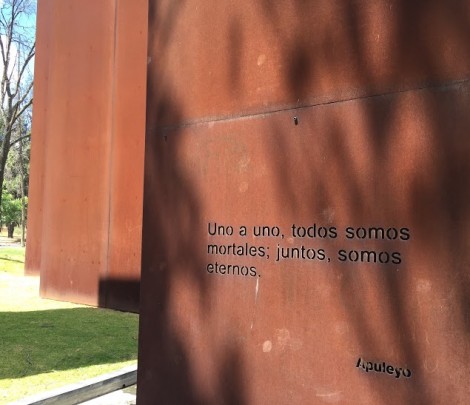 Uno a uno, todos somos
mortales; juntos, somos
eternos.
Apuleyo